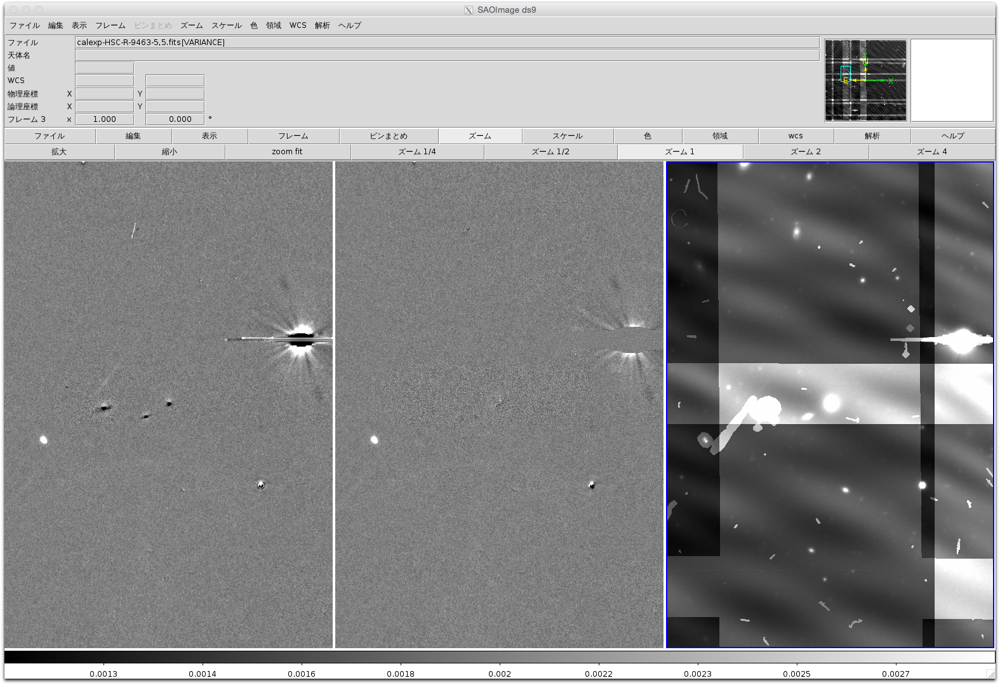 SAOImage ds9
ファイル 編集 表示 フレーム ビンまとめ ズーム スケール 色 領域 WCS 解析 ヘルプ
ファイル calexp-HSC-R-9463-5,5.fits[VARIANCE]
天体名
値
WCS
物理座標 X Y
論理座標 X Y
フレーム 3 x 1.000 0.000 °
N
E
X
ファイル 編集 表示 フレーム ビンまとめ ズーム スケール 色 領域 wcs 解析 ヘルプ
拡大 縮小 zoom fit ズーム 1/4 ズーム 1/2 ズーム 1 ズーム 2 ズーム 4
0.0013 0.0014 0.0016 0.0018 0.002 0.0022 0.0023 0.0025 0.0027